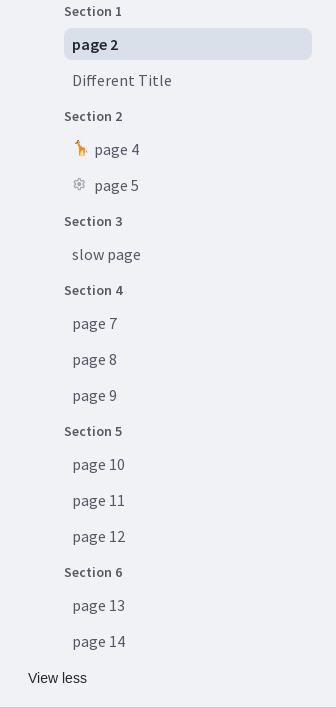 Section 1
page 2
Different Title
Section 2
page 4
page 5
Section 3
slow page
Section 4
page 7
page 8
page 9
Section 5
page 10
page 11
page 12
Section 6
page 13
page 14
View less